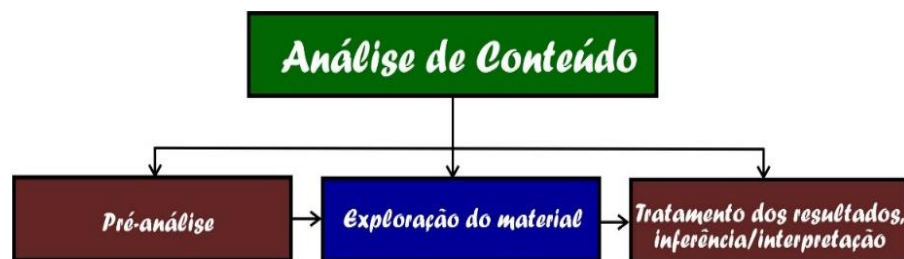 Análise de Conteúdo
Pré-análise
Exploração do material
Tratamento dos resultados,
inferência/interpretação